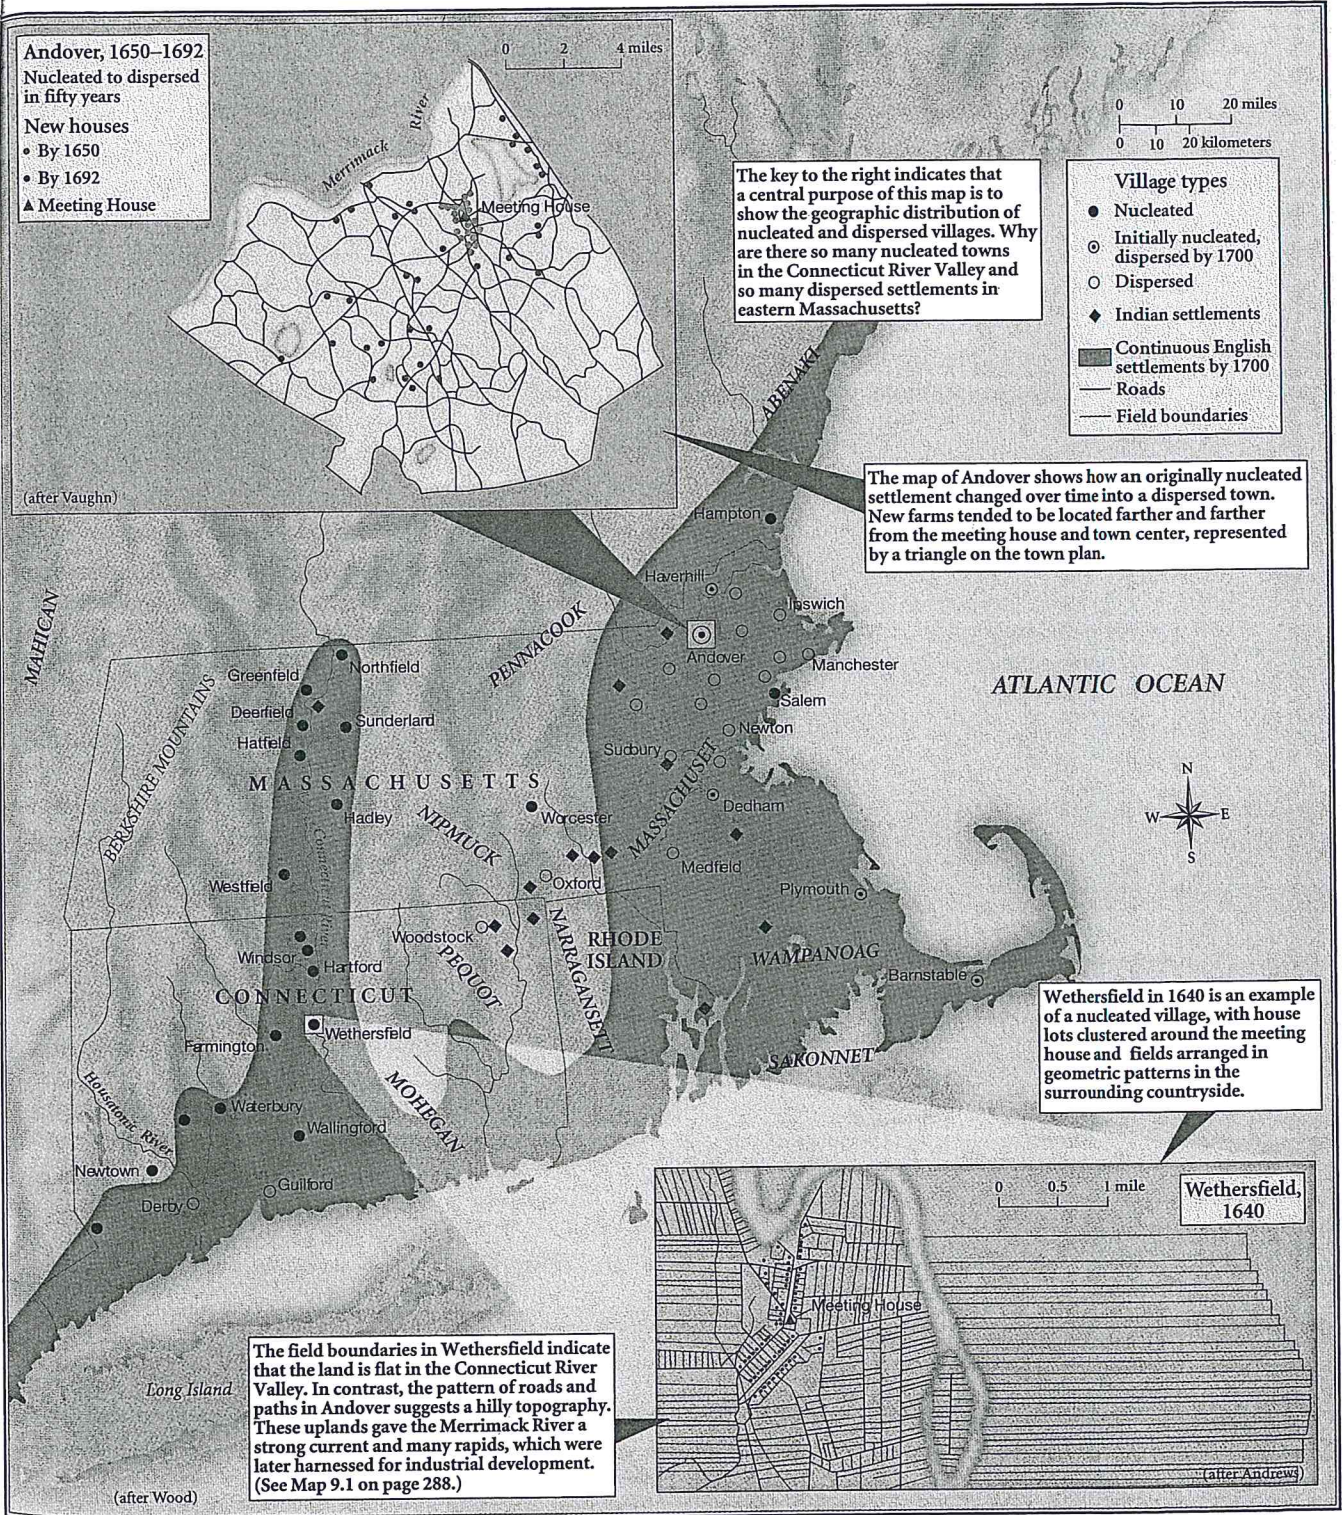 Andover, 1650–1692
Nucleated to dispersed
in fifty years
New houses
By 1650
By 1692
Meeting House
0 2 4 miles
Merrimack
River
Meeting House
(after Vaughn)
0 10 20 miles
0 10 20 kilometers
The key to the right indicates that
a central purpose of this map is to
show the geographic distribution of
nucleated and dispersed villages. Why
are there so many nucleated towns
in the Connecticut River Valley and
so many dispersed settlements in
eastern Massachusetts?
Village types
Nucleated
Initially nucleated,
dispersed by 1700
Dispersed
Indian settlements
Continuous English
settlements by 1700
Roads
Field boundaries
The map of Andover shows how an originally nucleated
settlement changed over time into a dispersed town.
New farms tended to be located farther and farther
from the meeting house and town center, represented
by a triangle on the town plan.
ABENAKI
Hampton
Haverhill
Ipswich
MAHICAN
PENNACOOK
Andover
Manchester
Northfield
Greenfeld
ATLANTIC OCEAN
Salem
Deerfield
Sunderland
Newton
Hatfield
Sudbury
BERKSHIRE MOUNTAINS
MASSACHUSETTS
MASSACHUSET
Hadley
NIPMUCK
Worcester
Dedham
N
W E
S
Connecticut River
Medfield
Westfield
Oxford
Plymouth
Woodstock
NARRAGANSETT
RHODE
ISLAND
WAMPANOAG
Windsor
Hartford
PEQUOT
Barnstable
CONNECTICUT
Wethersfield
Farmington
SAKONNET
Wethersfield in 1640 is an example
of a nucleated village, with house
lots clustered around the meeting
house and fields arranged in
geometric patterns in the
surrounding countryside.
Housatonic River
MOHEGAN
Waterbury
Wallingford
Newtown
Guilford
Derby
0 0.5 1 mile
Wethersfield,
1640
Meeting House
(after Andrews)
The field boundaries in Wethersfield indicate
that the land is flat in the Connecticut River
Valley. In contrast, the pattern of roads and
paths in Andover suggests a hilly topography.
These uplands gave the Merrimack River a
strong current and many rapids, which were
later harnessed for industrial development.
(See Map 9.1 on page 288.)
Long Island
(after Wood)